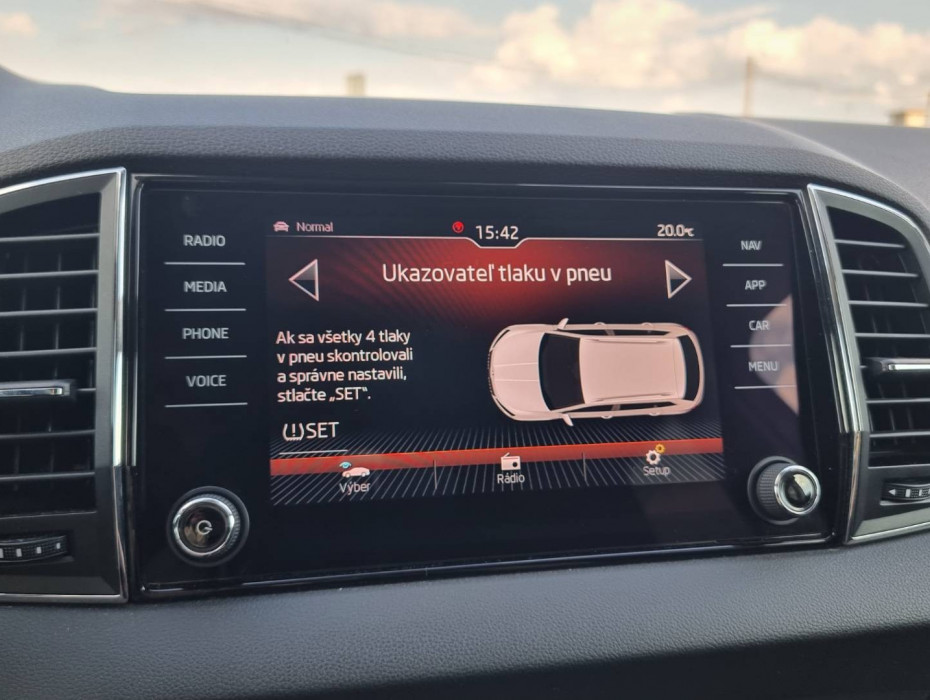 Normal
15:42
20.0°C
RADIO
MEDIA
PHONE
VOICE
Ukazovateľ tlaku v pneu
Ak sa všetky 4 tlaky
v pneu skontrolovali
a správne nastavili,
stlačte „SET“.
SET
Výber
Rádio
Setup
NAV
APP
CAR
MENU